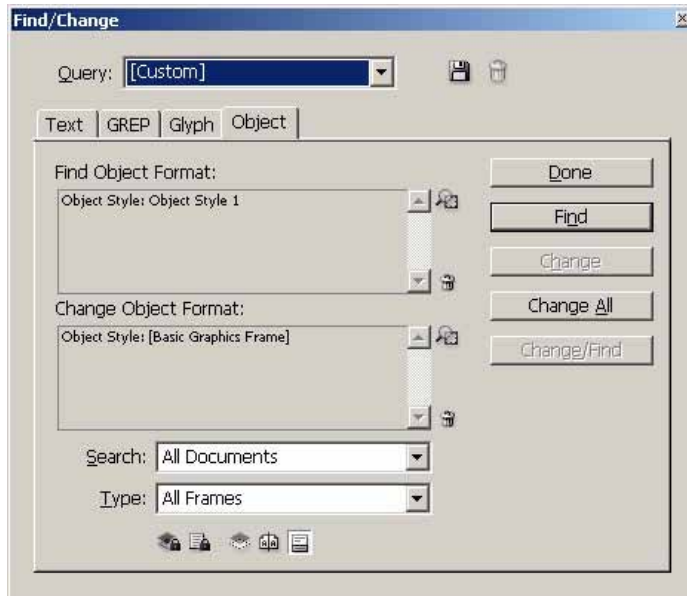 Find/Change
Query: [Custom]
Text GREP Glyph Object
Find Object Format:
Object Style: Object Style 1
Done
Find
Change
Change Object Format:
Object Style: [Basic Graphics Frame]
Change All
Change/Find
Search: All Documents
Type: All Frames